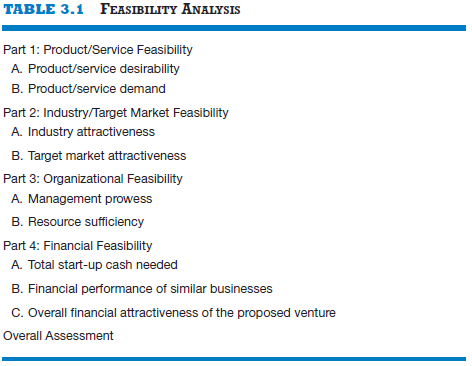 TABLE 3.1 FEASIBILITY ANALYSIS
Part 1: Product/Service Feasibility
A. Product/service desirability
B. Product/service demand
Part 2: Industry/Target Market Feasibility
A. Industry attractiveness
B. Target market attractiveness
Part 3: Organizational Feasibility
A. Management prowess
B. Resource sufficiency
Part 4: Financial Feasibility
A. Total start-up cash needed
B. Financial performance of similar businesses
C. Overall financial attractiveness of the proposed venture
Overall Assessment